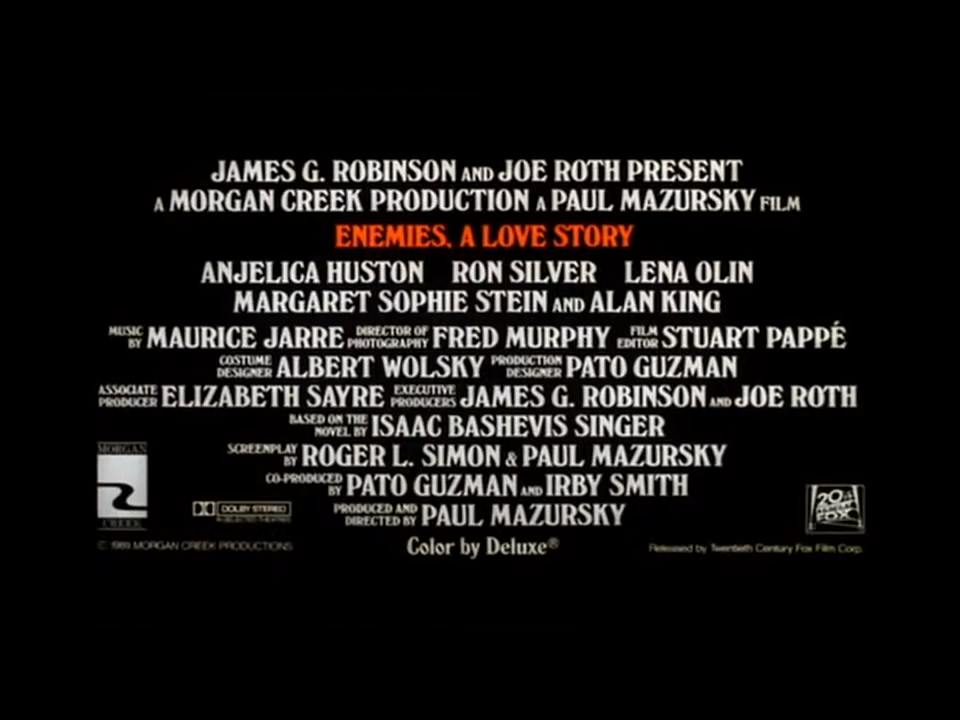 JAMES G. ROBINSON AND JOE ROTH PRESENT
A MORGAN CREEK PRODUCTION A PAUL MAZURSKY FILM
ENEMIES, A LOVE STORY
ANJELICA HUSTON RON SILVER LENA OLIN
MARGARET SOPHIE STEIN AND ALAN KING
MUSIC BY MAURICE JARRE DIRECTOR OF PHOTOGRAPHY FRED MURPHY FILM EDITOR STUART PAPPÉ
COSTUME DESIGNER ALBERT WOLSKY PRODUCTION DESIGNER PATO GUZMAN
ASSOCIATE PRODUCER ELIZABETH SAYRE EXECUTIVE PRODUCERS JAMES G. ROBINSON AND JOE ROTH
BASED ON THE NOVEL BY ISAAC BASHEVIS SINGER
SCREENPLAY BY ROGER L. SIMON & PAUL MAZURSKY
CO-PRODUCED BY PATO GUZMAN AND IRBY SMITH
PRODUCED AND DIRECTED BY PAUL MAZURSKY
MORGAN CREEK
DOLBY STEREO
20th CENTURY FOX
© 1989 MORGAN CREEK PRODUCTIONS
Color by Deluxe®
Released by Twentieth Century Fox Film Corp.